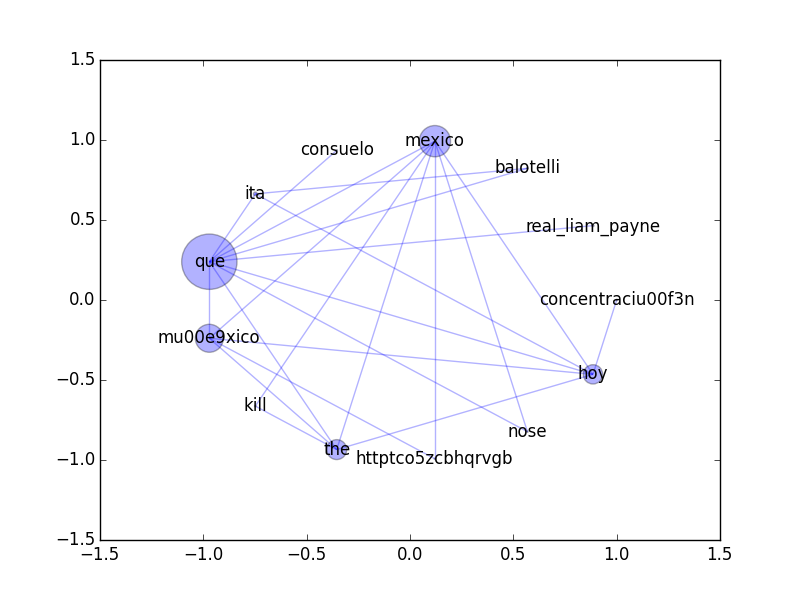 1.5
1.0
0.5
0.0
−0.5
−1.0
−1.5
mexico
consuelo
balotelli
ita
real_liam_payne
que
concentraciu00f3n
mu00e9xico
hoy
kill
nose
the
httptco5zcbhqrvgb
−1.5 −1.0 −0.5 0.0 0.5 1.0 1.5